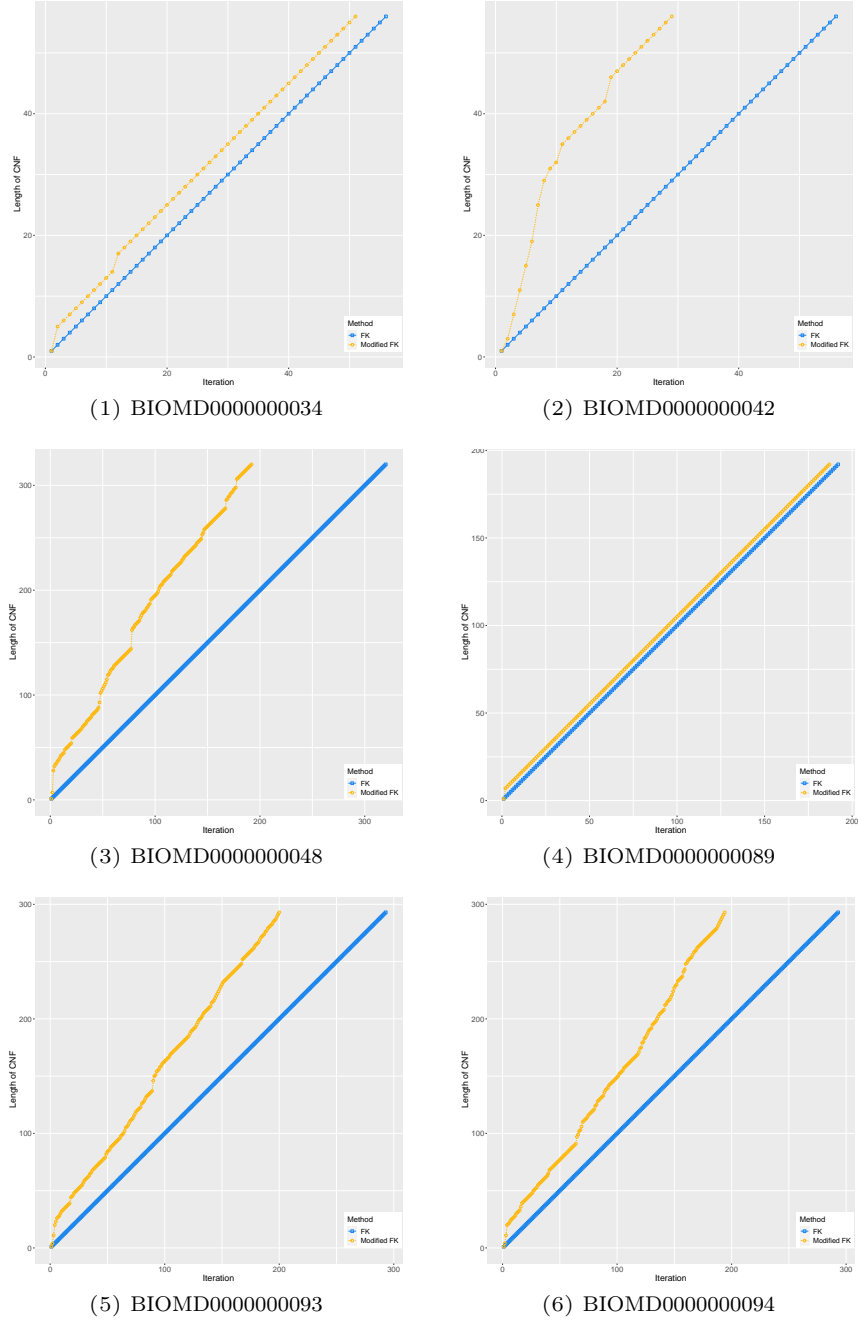 Length of CNF
40
20
0
0 20 40
Iteration
Method
FK
Modified FK
(1) BIOMD0000000034
Length of CNF
40
20
0
0 20 40
Iteration
Method
FK
Modified FK
(2) BIOMD0000000042
Length of CNF
300
200
100
0
0 100 200 300
Iteration
Method
FK
Modified FK
(3) BIOMD0000000048
Length of CNF
200
150
100
50
0
0 50 100 150 200
Iteration
Method
FK
Modified FK
(4) BIOMD0000000089
Length of CNF
300
200
100
0
0 100 200 300
Iteration
Method
FK
Modified FK
(5) BIOMD0000000093
Length of CNF
300
200
100
0
0 100 200 300
Iteration
Method
FK
Modified FK
(6) BIOMD0000000094